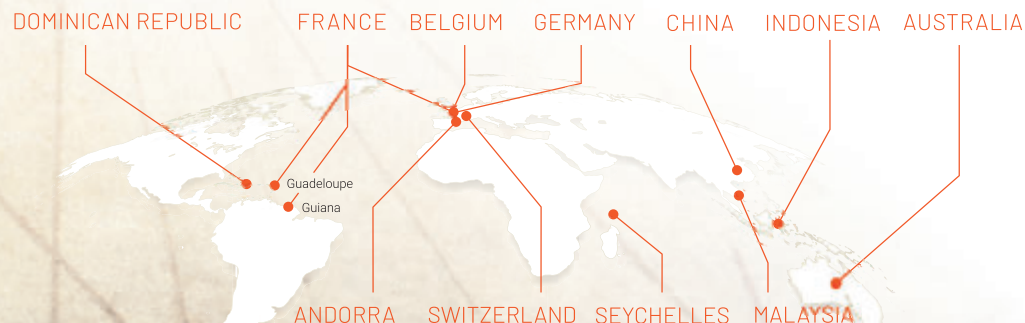 DOMINICAN REPUBLIC FRANCE BELGIUM GERMANY CHINA INDONESIA AUSTRALIA
Guadeloupe
Guiana
ANDORRA SWITZERLAND SEYCHELLES MALAYSIA